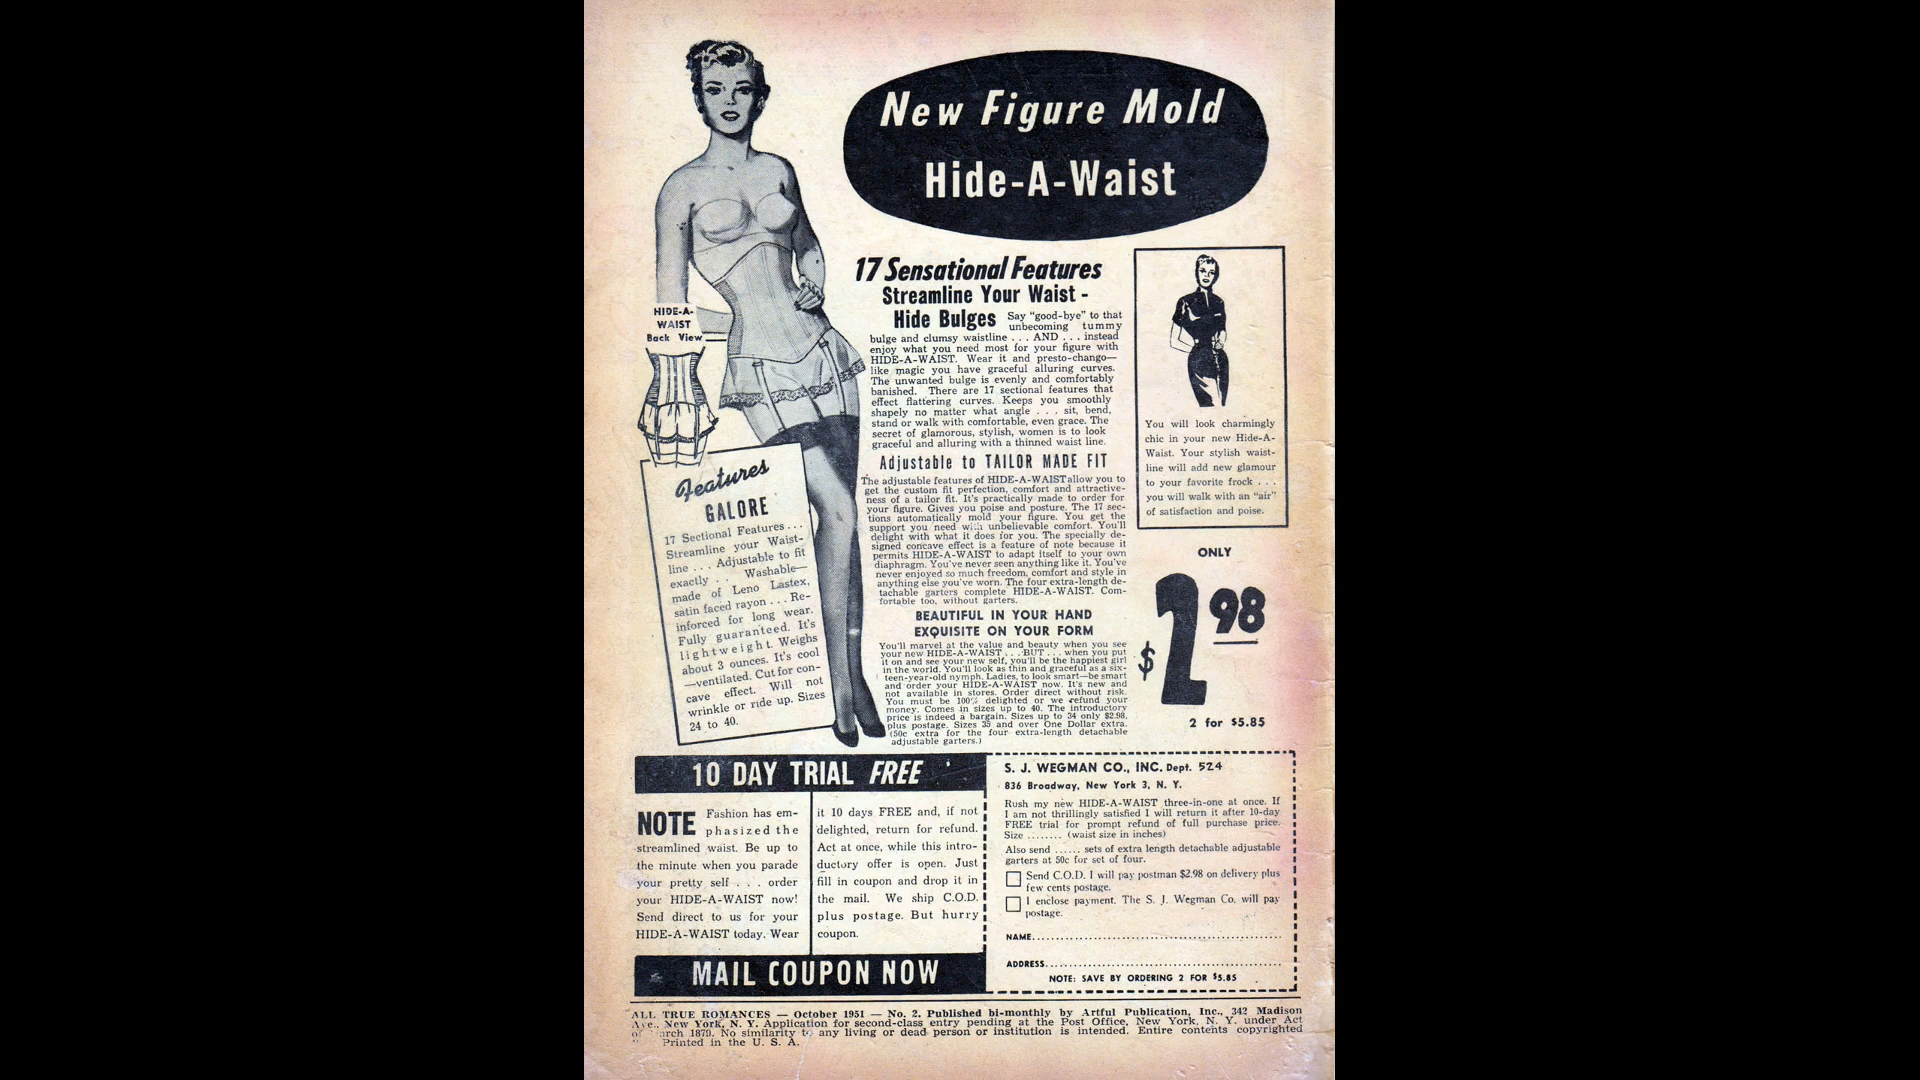 New Figure Mold
Hide-A-Waist
17 Sensational Features
Streamline Your Waist -
Hide Bulges
Say "good-bye" to that
unbecoming tummy
bulge and clumsy waistline . . . AND . . . instead
enjoy what you need most for your figure with
HIDE-A-WAIST. Wear it and presto-chango—
like magic you have graceful alluring curves.
The unwanted bulge is evenly and comfortably
banished. There are 17 sectional features that
effect flattering curves. Keeps you smoothly
shapely no matter what angle . . . sit, bend,
stand or walk with comfortable, even grace. The
secret of glamorous, stylish, women is to look
graceful and alluring with a thinned waist line.
Adjustable to TAILOR MADE FIT
The adjustable features of HIDE-A-WAIST allow you to
get the custom fit perfection, comfort and attractive-
ness of a tailor fit. It's practically made to order for
your figure. Gives you poise and posture. The 17 sec-
tions automatically mold your figure. You get the
support you need with unbelievable comfort. You'll
delight with what it does for you. The specially de-
signed concave effect is a feature of note because it
permits HIDE-A-WAIST to adapt itself to your own
diaphragm. You've never seen anything like it. You've
never enjoyed so much freedom, comfort and style in
anything else you've worn. The four extra-length de-
tachable garters complete HIDE-A-WAIST. Com-
fortable too, without garters.
BEAUTIFUL IN YOUR HAND
EXQUISITE ON YOUR FORM
You'll marvel at the value and beauty when you see
your new HIDE-A-WAIST . . . BUT . . . when you put
it on and see your new self, you'll be the happiest girl
in the world. You'll look as thin and graceful as a six-
teen-year-old nymph. Ladies, to look smart—be smart
and order your HIDE-A-WAIST now. It's new and
not available in stores. Order direct without risk.
You must be 100% delighted or we refund your
money. Comes in sizes up to 40. The introductory
price is indeed a bargain. Sizes up to 34 only $2.98,
plus postage. Sizes 35 and over One Dollar extra.
(50c extra for the four extra-length detachable
adjustable garters.)
HIDE-A-
WAIST
Back View
Features
GALORE
17 Sectional Features . . .
Streamline your Waist-
line . . . Adjustable to fit
exactly . . Washable—
made of Leno Lastex,
satin faced rayon . . . Re-
inforced for long wear.
Fully guaranteed. It's
lightweight. Weighs
about 3 ounces. It's cool
—ventilated. Cut for con-
cave effect. Will not
wrinkle or ride up. Sizes
24 to 40.
You will look charmingly
chic in your new Hide-A-
Waist. Your stylish waist-
line will add new glamour
to your favorite frock . . .
you will walk with an "air"
of satisfaction and poise.
ONLY
$2.98
2 for $5.85
10 DAY TRIAL FREE
NOTE Fashion has em-
phasized the
streamlined waist. Be up to
the minute when you parade
your pretty self . . . order
your HIDE-A-WAIST now!
Send direct to us for your
HIDE-A-WAIST today. Wear
it 10 days FREE and, if not
delighted, return for refund.
Act at once, while this intro-
ductory offer is open. Just
fill in coupon and drop it in
the mail. We ship C.O.D.
plus postage. But hurry
coupon.
MAIL COUPON NOW
S. J. WEGMAN CO., INC. Dept. 524
836 Broadway, New York 3, N. Y.
Rush my new HIDE-A-WAIST three-in-one at once. If
I am not thrillingly satisfied I will return it after 10-day
FREE trial for prompt refund of full purchase price.
Size ........ (waist size in inches)
Also send ...... sets of extra length detachable adjustable
garters at 50c for set of four.
Send C.O.D. I will pay postman $2.98 on delivery plus
few cents postage.
I enclose payment. The S. J. Wegman Co. will pay
postage.
NAME
ADDRESS
NOTE: SAVE BY ORDERING 2 FOR $5.85
ALL TRUE ROMANCES — October 1951 — No. 2. Published bi-monthly by Artful Publication, Inc., 342 Madison
Ave., New York, N. Y. Application for second-class entry pending at the Post Office, New York, N. Y. under Act
of March 1879. No similarity to any living or dead person or institution is intended. Entire contents copyrighted
Printed in the U. S. A.